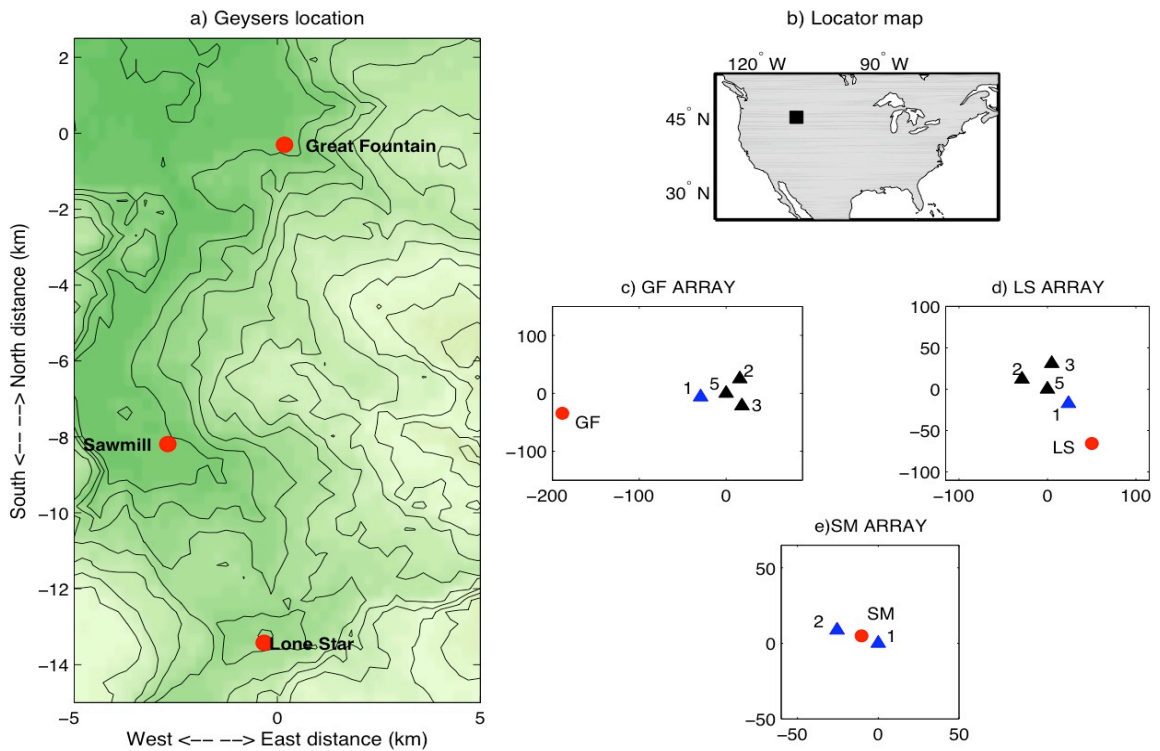 a) Geysers location
2
0
−2
−4
−6
−8
−10
−12
−14
South <−− −−> North distance (km)
Great Fountain
Sawmill
Lone Star
−5
0
5
West <−− −−> East distance (km)
b) Locator map
120° W
90° W
45° N
30° N
c) GF ARRAY
100
0
−100
−200
−100
0
1
5
2
3
GF
d) LS ARRAY
100
50
0
−50
−100
−100
0
100
2
3
5
1
LS
e)SM ARRAY
50
0
−50
−50
0
50
2
SM
1